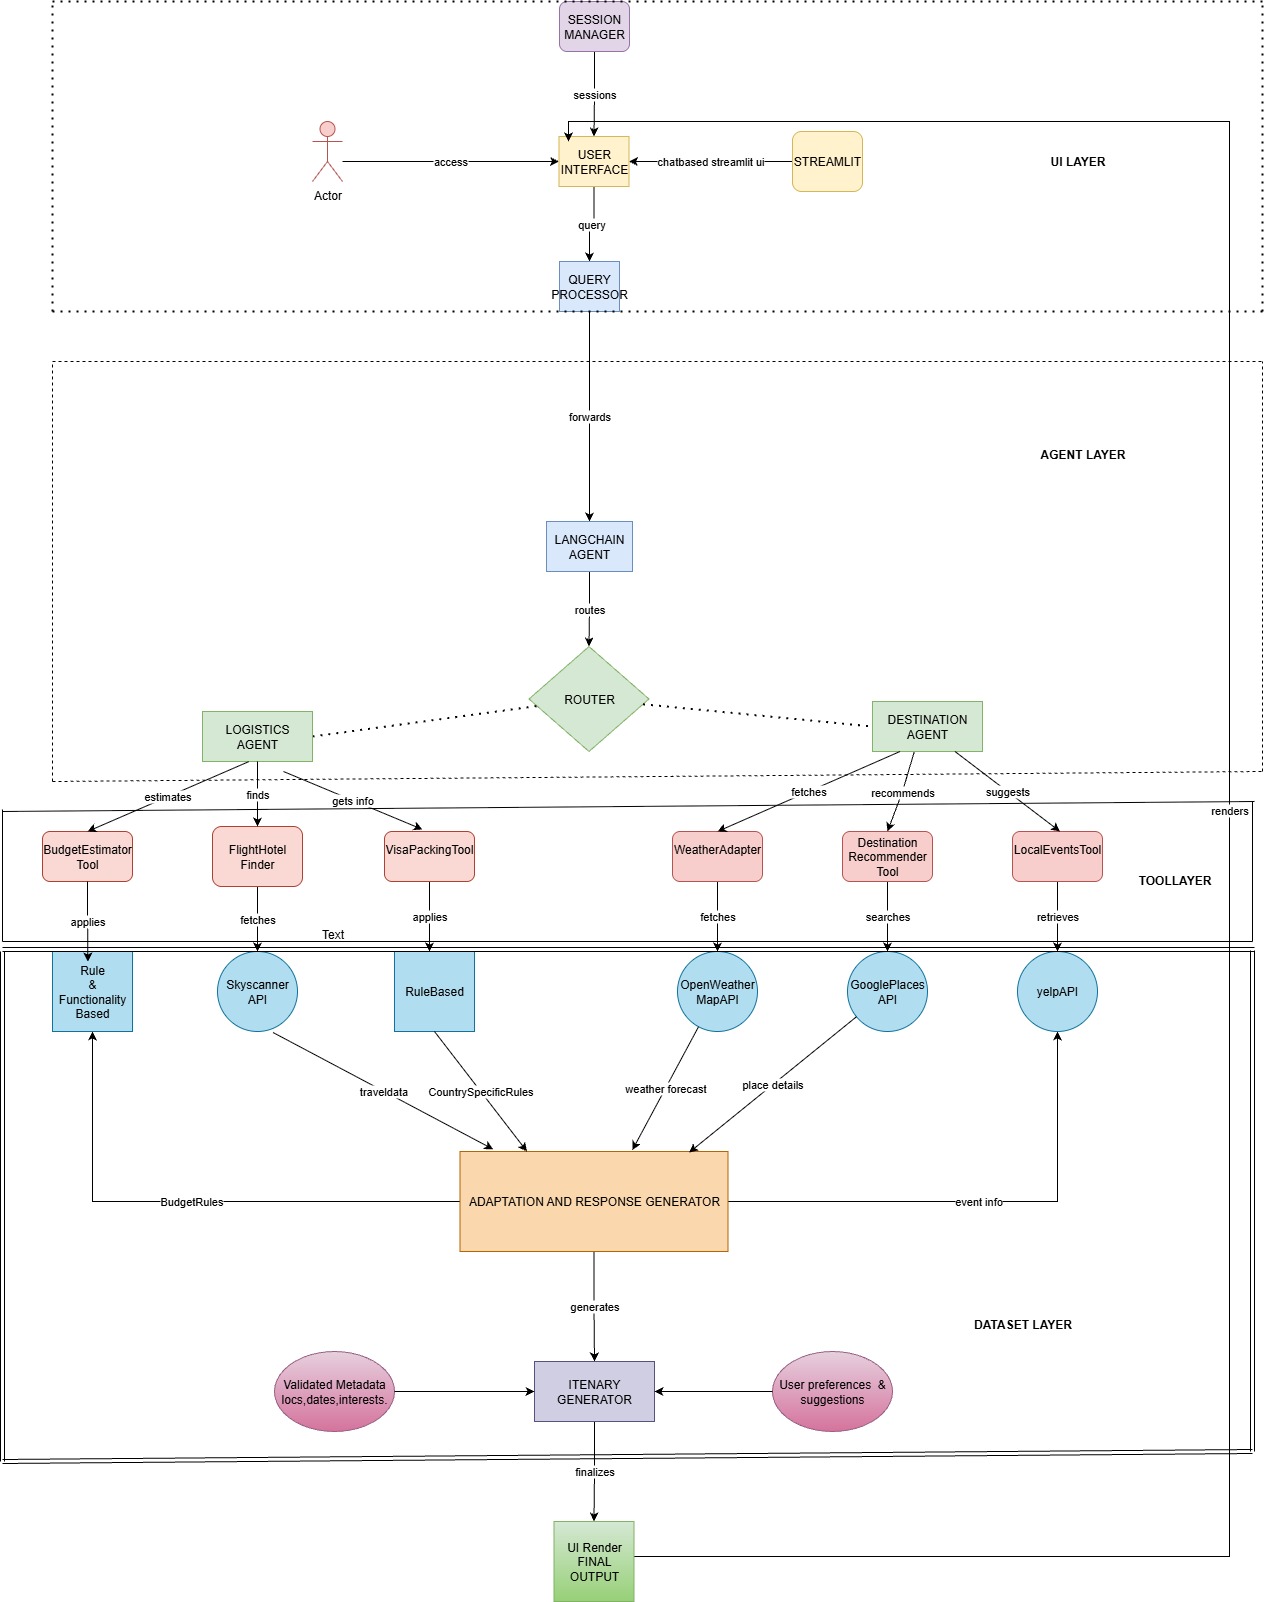 SESSION
MANAGER
sessions
USER
INTERFACE
access
Actor
chatbased streamlit ui
STREAMLIT
UI LAYER
query
QUERY
PROCESSOR
forwards
AGENT LAYER
LANGCHAIN
AGENT
routes
ROUTER
LOGISTICS
AGENT
DESTINATION
AGENT
estimates
finds
gets info
fetches
recommends
suggests
renders
BudgetEstimator
Tool
FlightHotel
Finder
VisaPackingTool
WeatherAdapter
Destination
Recommender
Tool
LocalEventsTool
TOOLLAYER
applies
fetches
applies
fetches
searches
retrieves
Text
Rule
&
Functionality
Based
Skyscanner
API
RuleBased
OpenWeather
MapAPI
GooglePlaces
API
yelpAPI
traveldata
CountrySpecificRules
weather forecast
place details
BudgetRules
ADAPTATION AND RESPONSE GENERATOR
event info
generates
DATASET LAYER
Validated Metadata
locs,dates,interests.
ITENARY
GENERATOR
User preferences &
suggestions
finalizes
UI Render
FINAL
OUTPUT